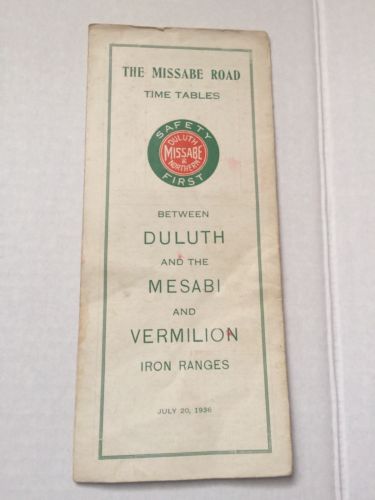 THE MISSABE ROAD
TIME TABLES
SAFETY
DULUTH
MISSABE
&
NORTHERN
FIRST
BETWEEN
DULUTH
AND THE
MESABI
AND
VERMILION
IRON RANGES
JULY 20, 1936